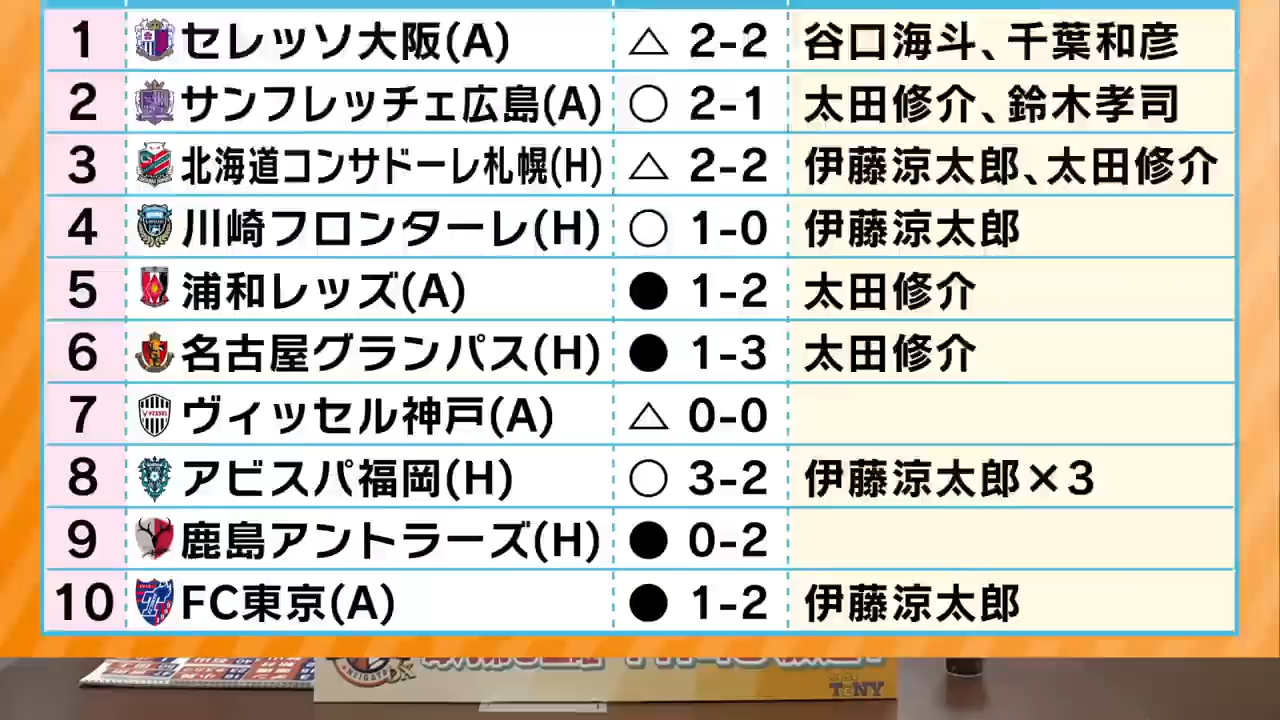 1 セレッソ大阪(A) △ 2-2 谷口海斗、千葉和彦
2 サンフレッチェ広島(A) ○ 2-1 太田修介、鈴木孝司
3 北海道コンサドーレ札幌(H) △ 2-2 伊藤涼太郎、太田修介
4 川崎フロンターレ(H) ○ 1-0 伊藤涼太郎
5 浦和レッズ(A) ● 1-2 太田修介
6 名古屋グランパス(H) ● 1-3 太田修介
7 ヴィッセル神戸(A) △ 0-0
8 アビスパ福岡(H) ○ 3-2 伊藤涼太郎×3
9 鹿島アントラーズ(H) ● 0-2
10 FC東京(A) ● 1-2 伊藤涼太郎
TeNY